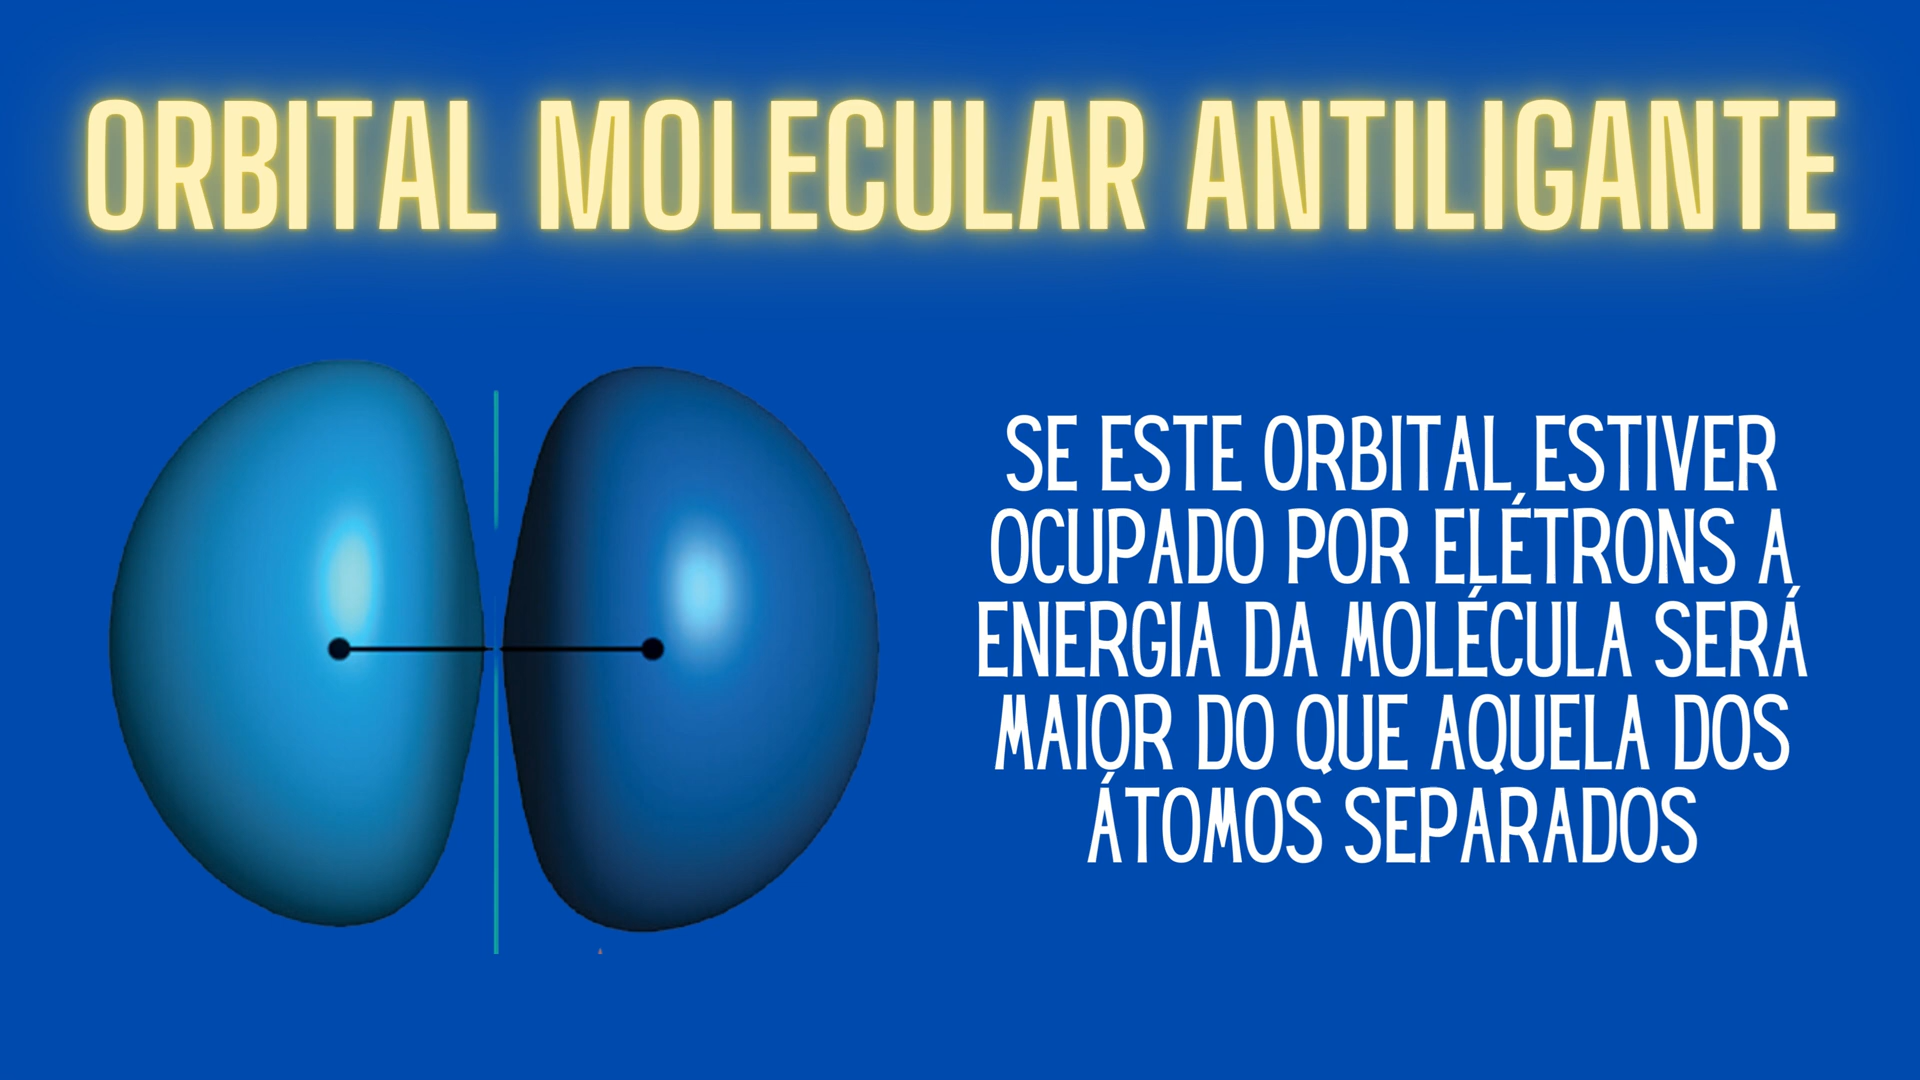 ORBITAL MOLECULAR ANTILIGANTE
SE ESTE ORBITAL ESTIVER
OCUPADO POR ELÉTRONS A
ENERGIA DA MOLÉCULA SERÁ
MAIOR DO QUE AQUELA DOS
ÁTOMOS SEPARADOS